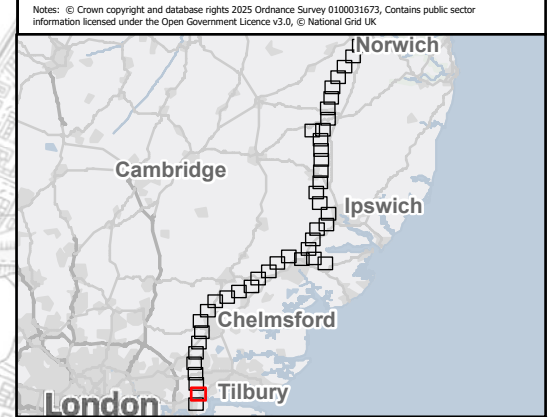 Notes: © Crown copyright and database rights 2025 Ordnance Survey 0100031673, Contains public sector
information licensed under the Open Government Licence v3.0, © National Grid UK
Norwich
Cambridge
Ipswich
Chelmsford
Tilbury
London